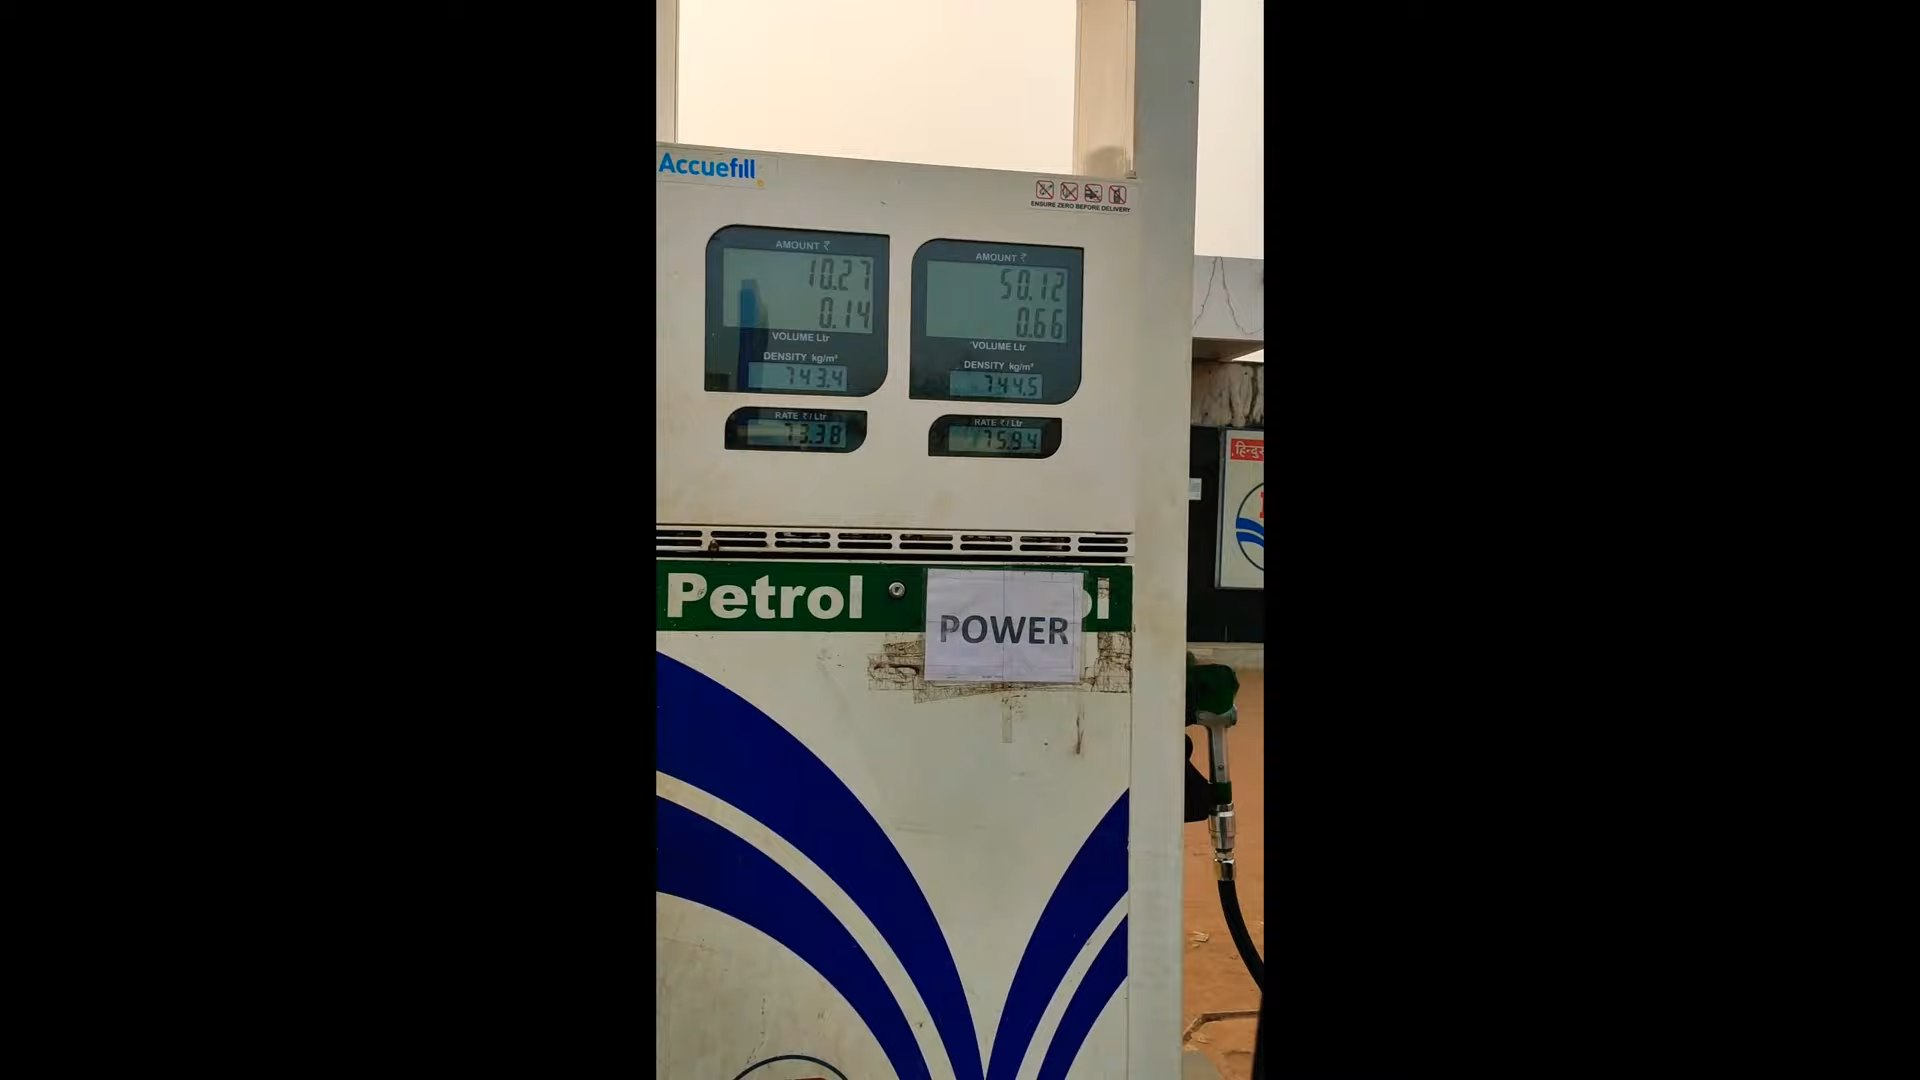 Accuefill
ENSURE ZERO BEFORE DELIVERY
AMOUNT ₹
10.27
0.14
VOLUME Ltr
DENSITY kg/m³
743.4
RATE ₹/Ltr
73.38
AMOUNT ₹
50.12
0.66
VOLUME Ltr
DENSITY kg/m³
744.5
RATE ₹/Ltr
75.94
Petrol
ol
POWER
हिन्दुस